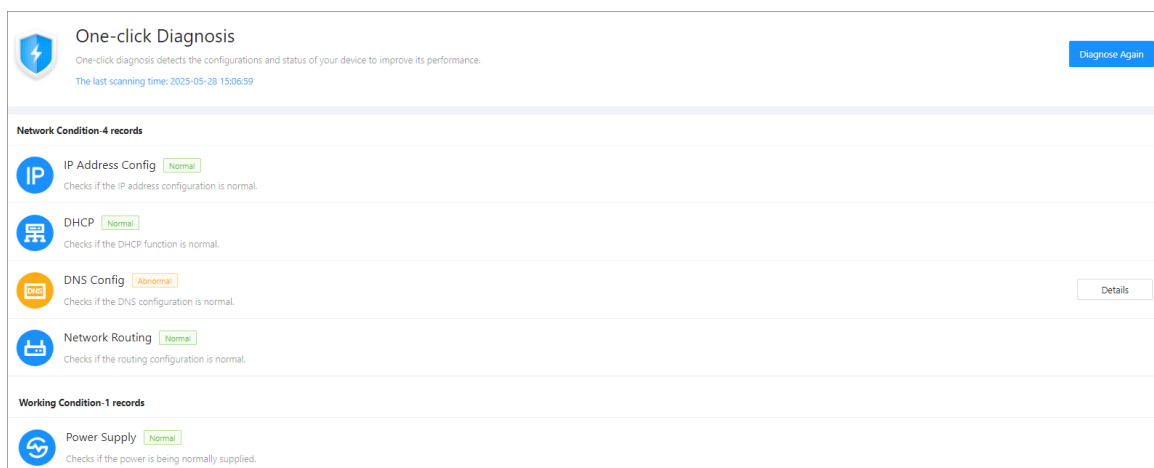 One-click Diagnosis
One-click diagnosis detects the configurations and status of your device to improve its performance.
Diagnose Again
The last scanning time: 2025-05-28 15:06:59
Network Condition-4 records
IP
IP Address Config Normal
Checks if the IP address configuration is normal.
DHCP Normal
Checks if the DHCP function is normal.
DNS
DNS Config Abnormal
Checks if the DNS configuration is normal.
Details
Network Routing Normal
Checks if the routing configuration is normal.
Working Condition-1 records
Power Supply Normal
Checks if the power is being normally supplied.